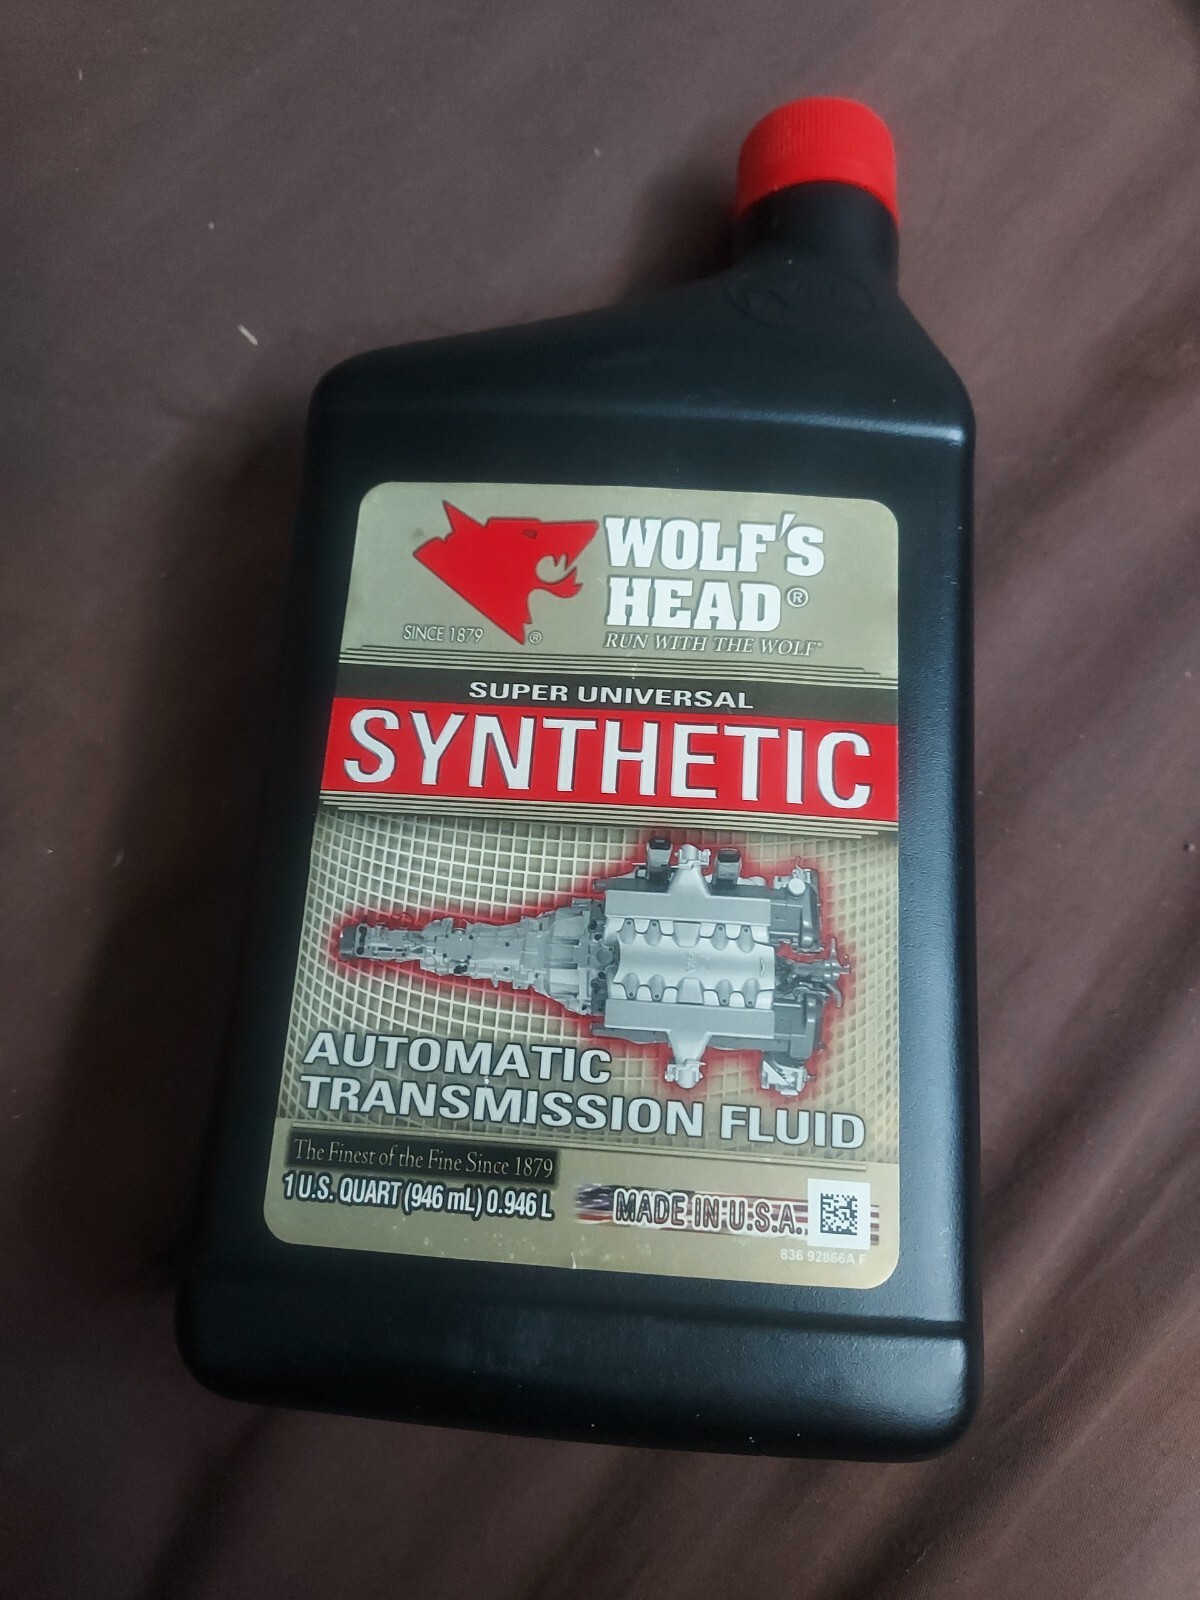 WOLF'S
HEAD®
SINCE 1879 ®
RUN WITH THE WOLF
SUPER UNIVERSAL
SYNTHETIC
AUTOMATIC
TRANSMISSION FLUID
The Finest of the Fine Since 1879
1 U.S. QUART (946 mL) 0.946 L
MADE IN U.S.A.
836 92866A F